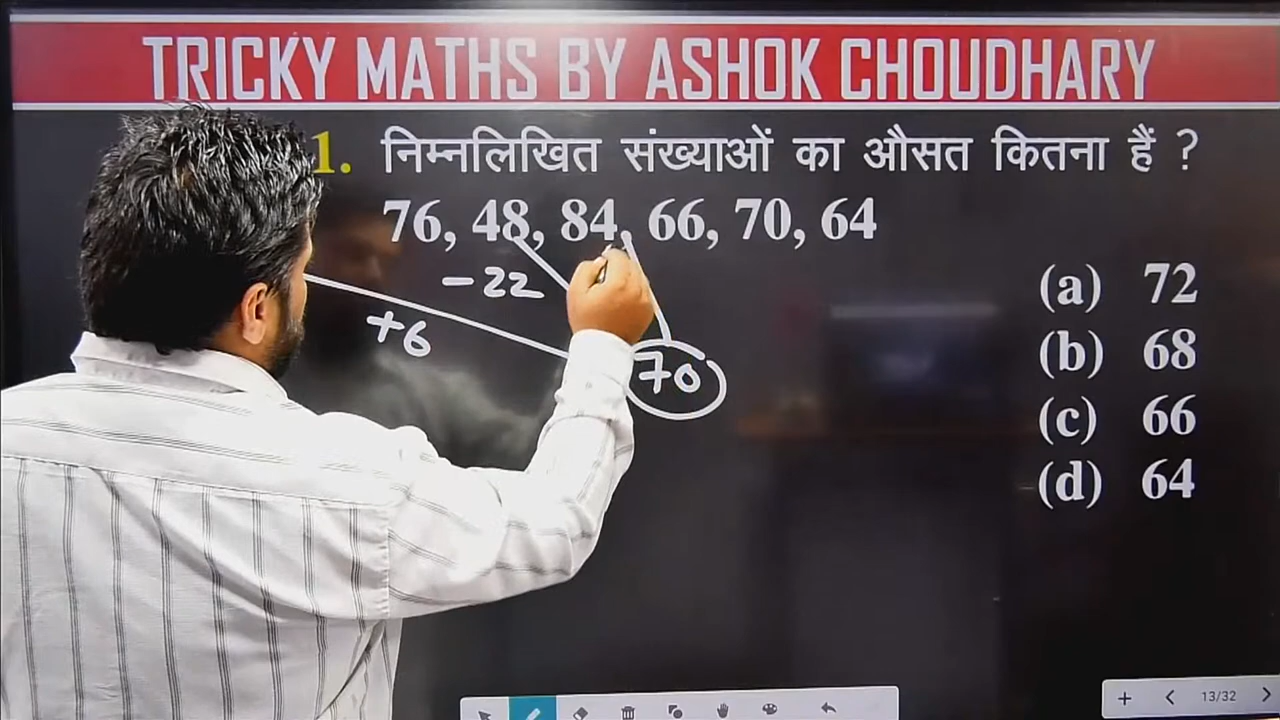 TRICKY MATHS BY ASHOK CHOUDHARY
1. निम्नलिखित संख्याओं का औसत कितना हैं ?
76, 48, 84, 66, 70, 64
-22
+6
70
(a) 72
(b) 68
(c) 66
(d) 64
13/32